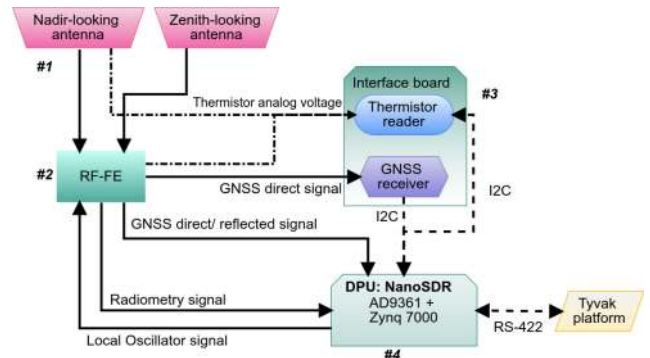 Nadir-looking
antenna
Zenith-looking
antenna
#1
Interface board
#3
Thermistor analog voltage
Thermistor
reader
#2
RF-FE
GNSS direct signal
GNSS
receiver
I2C
I2C
GNSS direct/ reflected signal
DPU: NanoSDR
AD9361 +
Zynq 7000
Radiometry signal
Local Oscillator signal
RS-422
Tyvak
platform
#4